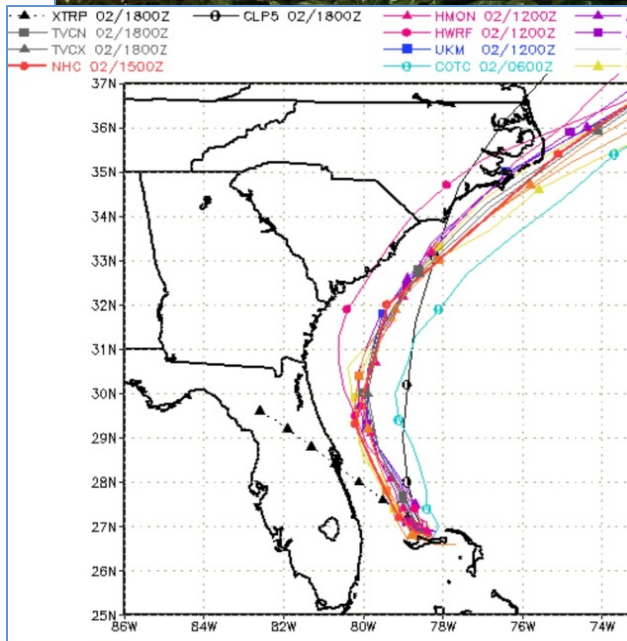 XTRP 02/1800Z CLP5 02/1800Z HMON 02/1200Z
TVCN 02/1800Z HWRF 02/1200Z
TVCX 02/1800Z UKM 02/1200Z
NHC 02/1500Z COTC 02/0600Z
37N
36N
35N
34N
33N
32N
31N
30N
29N
28N
27N
26N
25N
86W 84W 82W 80W 78W 76W 74W